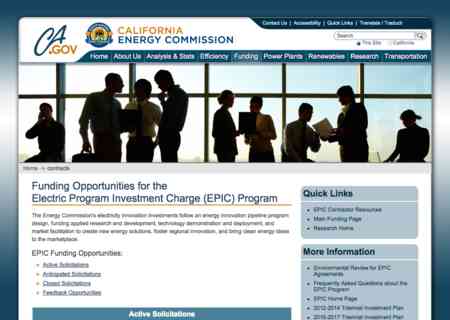 Contact Us | Accessibility | Quick Links | Translate / Traducir
CA
.GOV
CALIFORNIA
ENERGY COMMISSION
Search
This Site
California
Home | About Us | Analysis & Stats | Efficiency | Funding | Power Plants | Renewables | Research | Transportation
Home → contracts
Funding Opportunities for the
Electric Program Investment Charge (EPIC) Program
The Energy Commission's electricity innovation investments follow an energy innovation pipeline program
design, funding applied research and development, technology demonstration and deployment, and
market facilitation to create new energy solutions, foster regional innovation, and bring clean energy ideas
to the marketplace.
EPIC Funding Opportunities:
Active Solicitations
Anticipated Solicitations
Closed Solicitations
Feedback Opportunities
Active Solicitations
Quick Links
EPIC Contractor Resources
Main Funding Page
Research Home
More Information
Environmental Review for EPIC
Agreements
Frequently Asked Questions about the
EPIC Program
EPIC Home Page
2012-2014 Triennial Investment Plan
2015-2017 Triennial Investment Plan